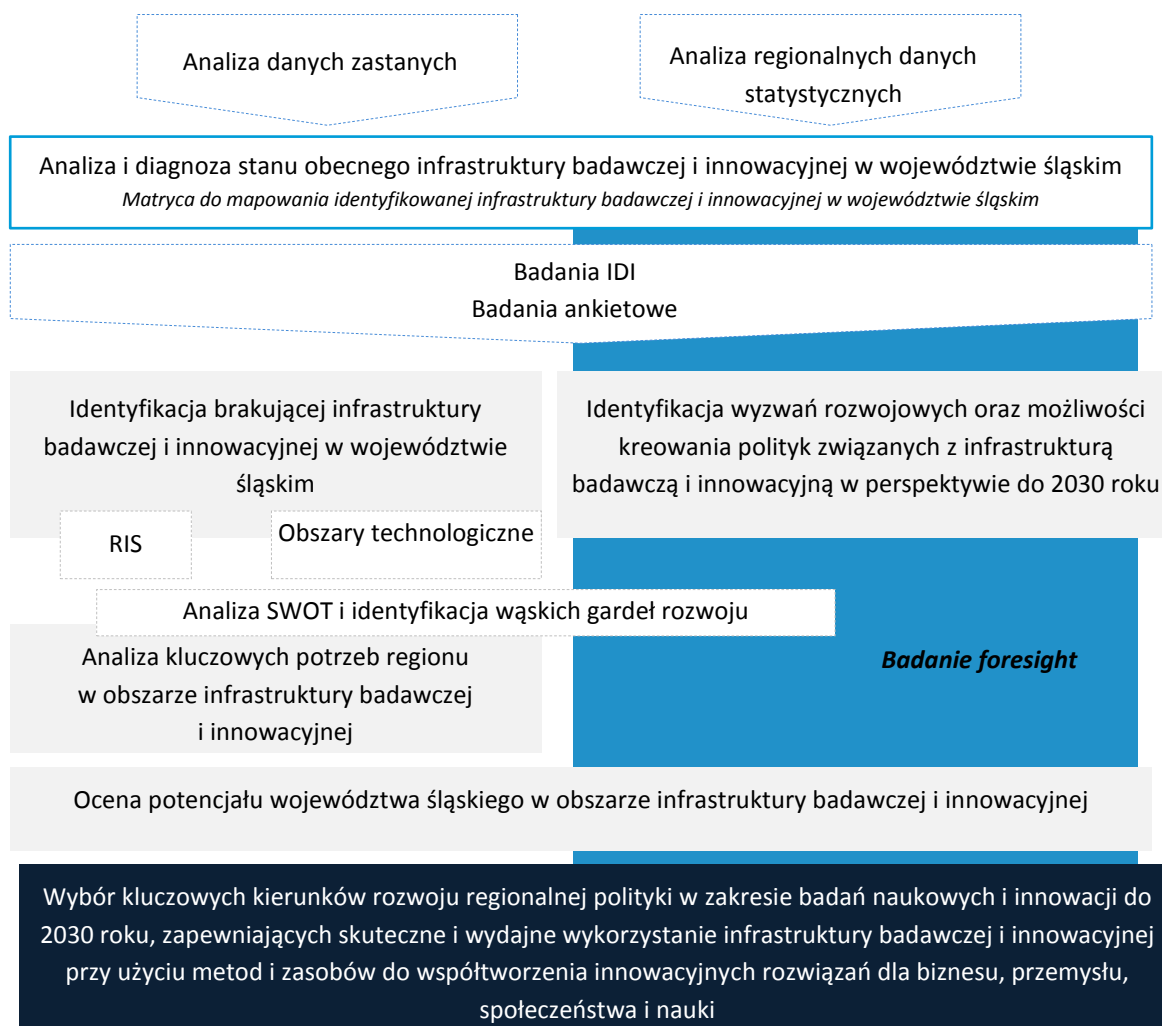 Analiza danych zastanych
Analiza regionalnych danych
statystycznych
Analiza i diagnoza stanu obecnego infrastruktury badawczej i innowacyjnej w województwie śląskim
Matryca do mapowania identyfikowanej infrastruktury badawczej i innowacyjnej w województwie śląskim
Badania IDI
Badania ankietowe
Identyfikacja brakującej infrastruktury
badawczej i innowacyjnej w województwie
śląskim
Identyfikacja wyzwań rozwojowych oraz możliwości
kreowania polityk związanych z infrastrukturą
badawczą i innowacyjną w perspektywie do 2030 roku
RIS
Obszary technologiczne
Analiza SWOT i identyfikacja wąskich gardeł rozwoju
Analiza kluczowych potrzeb regionu
w obszarze infrastruktury badawczej
i innowacyjnej
Badanie foresight
Ocena potencjału województwa śląskiego w obszarze infrastruktury badawczej i innowacyjnej
Wybór kluczowych kierunków rozwoju regionalnej polityki w zakresie badań naukowych i innowacji do
2030 roku, zapewniających skuteczne i wydajne wykorzystanie infrastruktury badawczej i innowacyjnej
przy użyciu metod i zasobów do współtworzenia innowacyjnych rozwiązań dla biznesu, przemysłu,
społeczeństwa i nauki